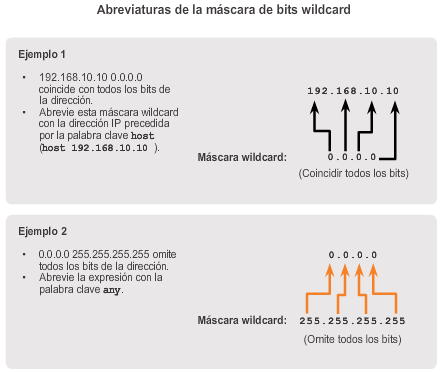 Abreviaturas de la máscara de bits wildcard
Ejemplo 1
• 192.168.10.10 0.0.0.0
coincide con todos los bits de
la dirección.
• Abrevie esta máscara wildcard
con la dirección IP precedida
por la palabra clave host
(host 192.168.10.10 ).
192.168.10.10
Máscara wildcard: 0.0.0.0
(Coincidir todos los bits)
Ejemplo 2
• 0.0.0.0 255.255.255.255 omite
todos los bits de la dirección.
• Abrevie la expresión con la
palabra clave any.
0.0.0.0
Máscara wildcard: 255.255.255.255
(Omite todos los bits)